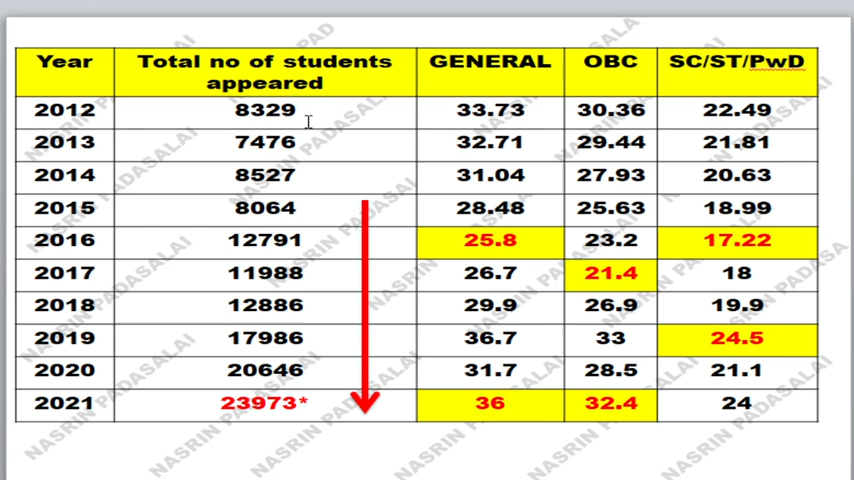 Year Total no of students appeared GENERAL OBC SC/ST/PwD
2012 8329 33.73 30.36 22.49
2013 7476 32.71 29.44 21.81
2014 8527 31.04 27.93 20.63
2015 8064 28.48 25.63 18.99
2016 12791 25.8 23.2 17.22
2017 11988 26.7 21.4 18
2018 12886 29.9 26.9 19.9
2019 17986 36.7 33 24.5
2020 20646 31.7 28.5 21.1
2021 23973* 36 32.4 24
NASRIN PADASALAI